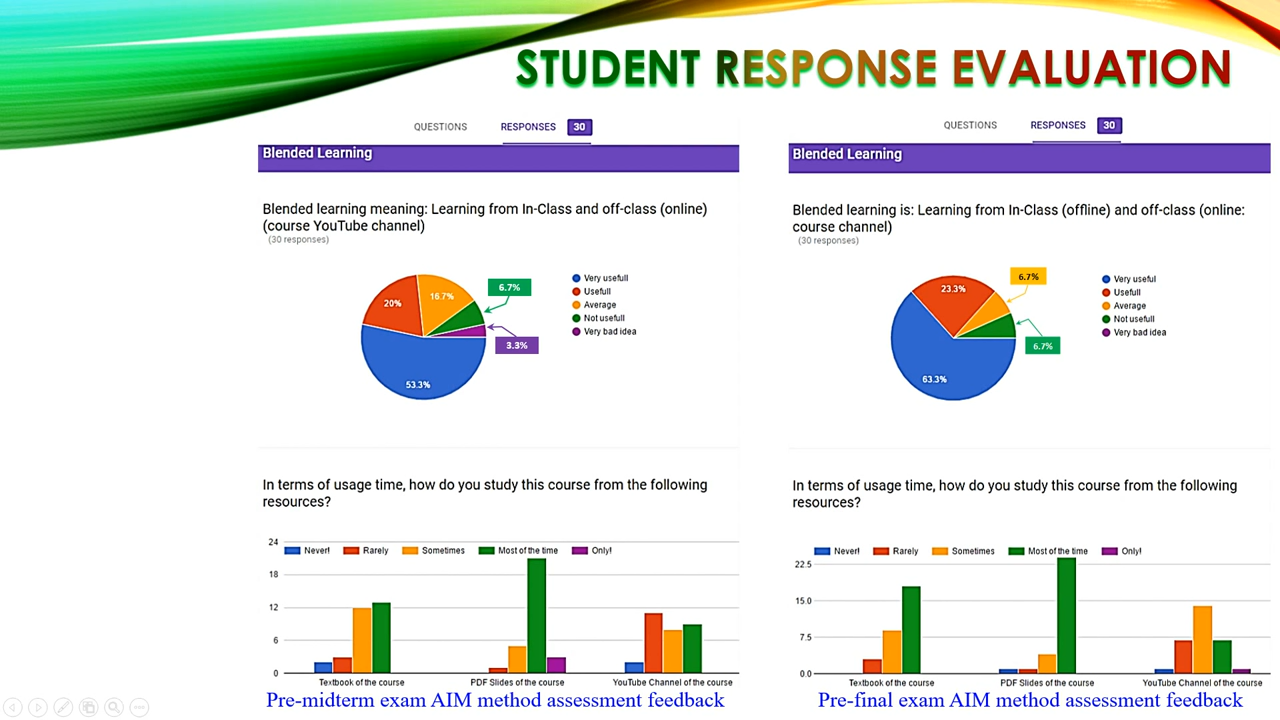 STUDENT RESPONSE EVALUATION
QUESTIONS RESPONSES 30
Blended Learning
Blended learning meaning: Learning from In-Class and off-class (online)
(course YouTube channel)
(30 responses)
20%
16.7%
6.7%
3.3%
53.3%
Very usefull
Usefull
Average
Not usefull
Very bad idea
In terms of usage time, how do you study this course from the following
resources?
Never! Rarely Sometimes Most of the time Only!
24
18
12
6
0
Textbook of the course PDF Slides of the course YouTube Channel of the course
Pre-midterm exam AIM method assessment feedback
QUESTIONS RESPONSES 30
Blended Learning
Blended learning is: Learning from In-Class (offline) and off-class (online:
course channel)
(30 responses)
23.3%
6.7%
6.7%
63.3%
Very useful
Usefull
Average
Not usefull
Very bad idea
In terms of usage time, how do you study this course from the following
resources?
Never! Rarely Sometimes Most of the time Only!
22.5
15.0
7.5
0.0
Textbook of the course PDF Slides of the course YouTube Channel of the course
Pre-final exam AIM method assessment feedback